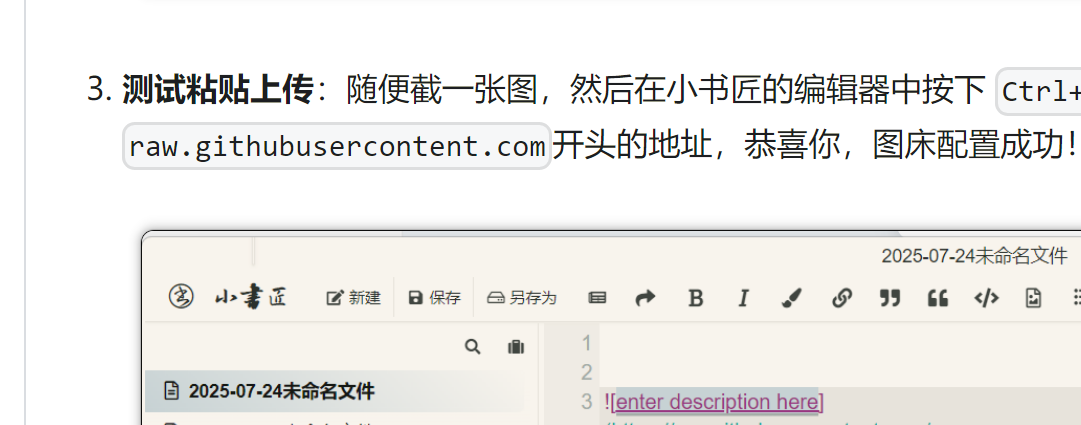 3. 测试粘贴上传：随便截一张图，然后在小书匠的编辑器中按下 Ctrl+
raw.githubusercontent.com开头的地址，恭喜你，图床配置成功！
2025-07-24未命名文件
小書匠 新建 保存 另存为 B I </>
1
2
2025-07-24未命名文件
3 ![enter description here]